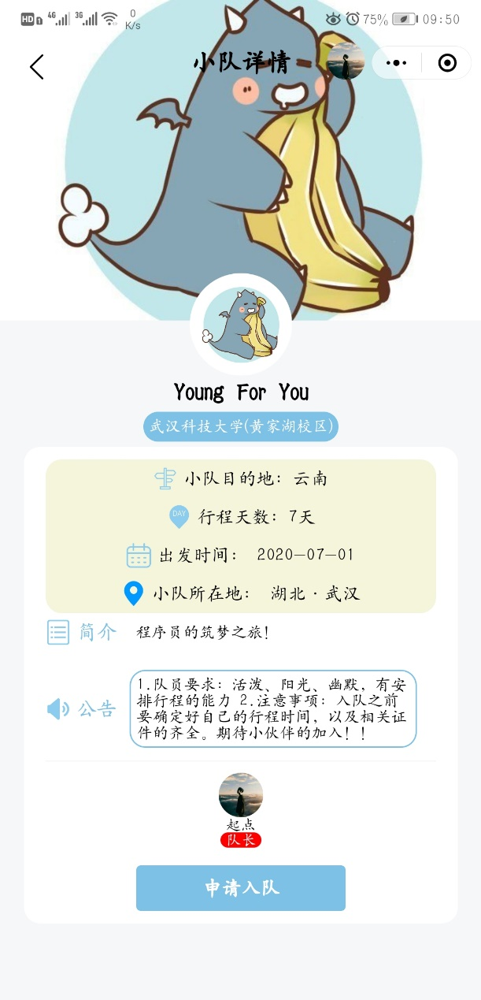 HD 1 4G 3G 0 K/s 75% 09:50
小队详情
Young For You
武汉科技大学(黄家湖校区)
小队目的地：云南
DAY 行程天数：7天
出发时间： 2020-07-01
小队所在地： 湖北·武汉
简介 程序员的筑梦之旅！
公告
1.队员要求：活泼、阳光、幽默，有安
排行程的能力 2.注意事项：入队之前
要确定好自己的行程时间，以及相关证
件的齐全。期待小伙伴的加入！！
起点
队长
申请入队